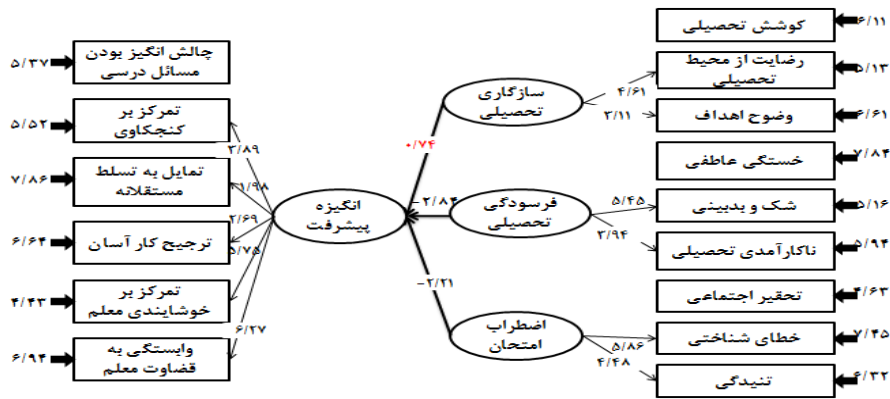 ۵/۳۷
چالش انگیز بودن
مسائل درسی
۵/۵۲
تمرکز بر
کنجکاوی
۷/۸۶
تمایل به تسلط
مستقلانه
۶/۶۴
ترجیح کار آسان
۴/۴۳
تمرکز بر
خوشایندی معلم
۶/۹۴
وابستگی به
قضاوت معلم
۳/۸۹
۱/۹۸
۲/۶۹
۵/۷۵
۶/۲۷
انگیزه
پیشرفت
۰/۷۴
−۲/۸۴
−۲/۲۱
سازگاری
تحصیلی
فرسودگی
تحصیلی
اضطراب
امتحان
۴/۶۱
۳/۱۱
۵/۴۵
۳/۹۴
۵/۸۶
۴/۴۸
کوشش تحصیلی
۶/۱۱
رضایت از محیط
تحصیلی
۵/۱۳
وضوح اهداف
۶/۶۱
خستگی عاطفی
۷/۸۴
شک و بدبینی
۵/۱۶
ناکارآمدی تحصیلی
۵/۹۴
تحقیر اجتماعی
۴/۶۳
خطای شناختی
۷/۴۵
تنیدگی
۶/۳۲